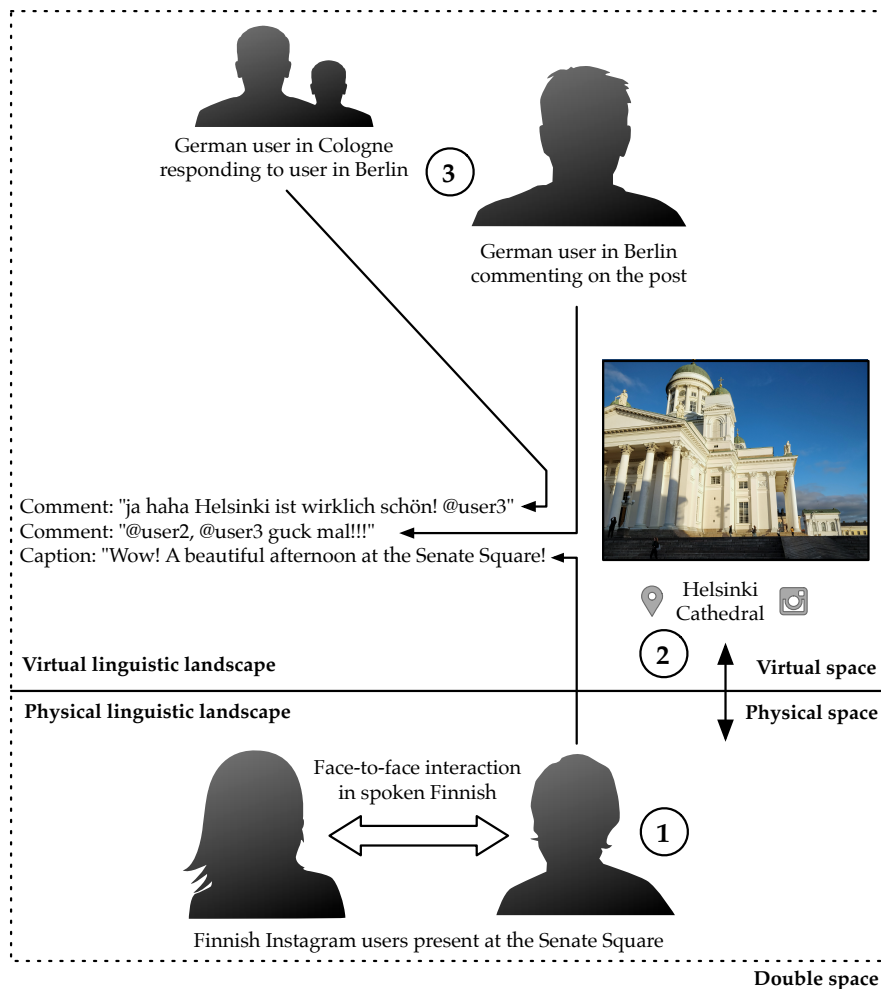 German user in Cologne
responding to user in Berlin
3
German user in Berlin
commenting on the post
Comment: "ja haha Helsinki ist wirklich schön! @user3"
Comment: "@user2, @user3 guck mal!!!"
Caption: "Wow! A beautiful afternoon at the Senate Square!
Helsinki
Cathedral
2
Virtual linguistic landscape
Virtual space
Physical linguistic landscape
Physical space
Face-to-face interaction
in spoken Finnish
1
Finnish Instagram users present at the Senate Square
Double space